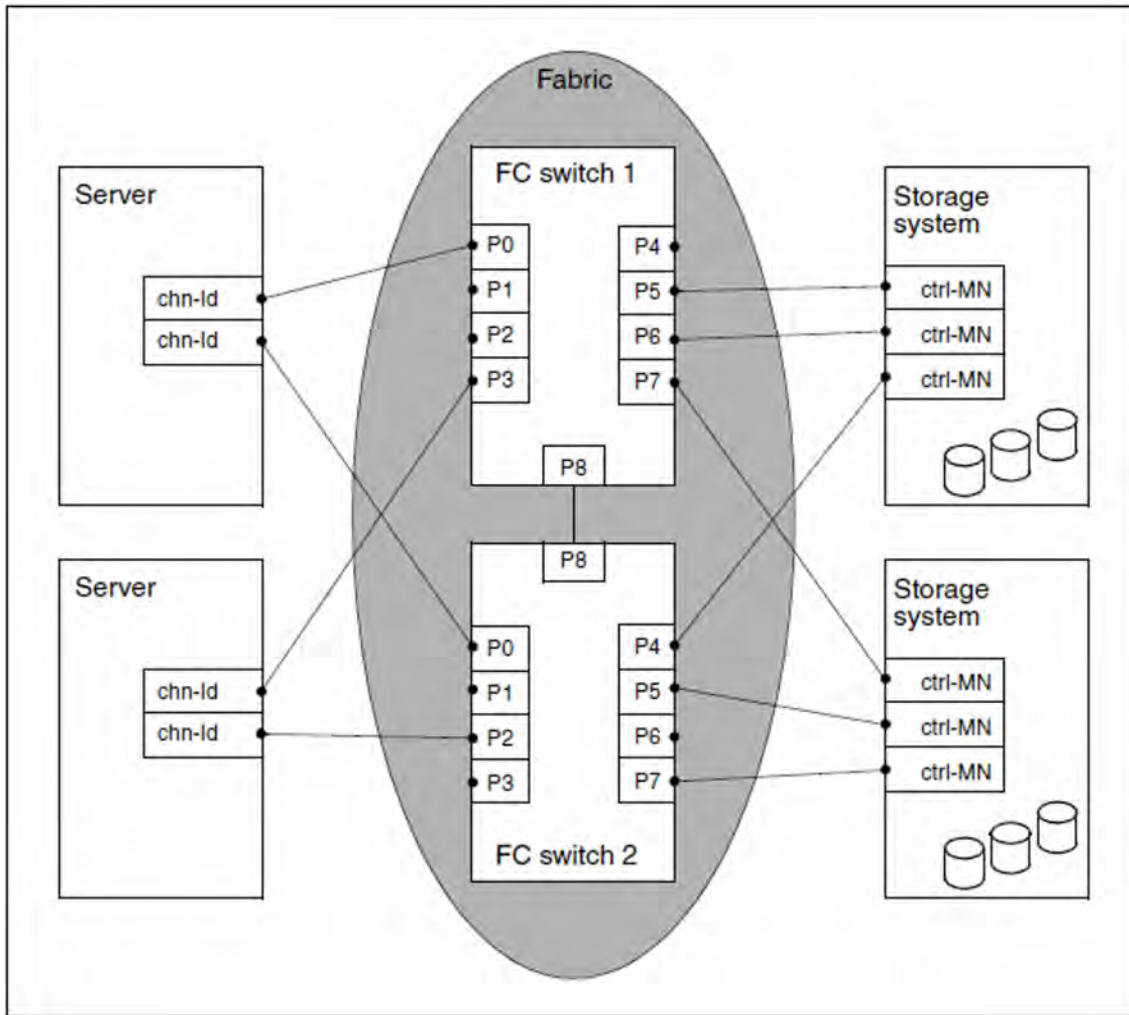 Fabric
FC switch 1
P0
P1
P2
P3
P4
P5
P6
P7
P8
Server
chn-Id
chn-Id
Storage
system
ctrl-MN
ctrl-MN
ctrl-MN
Server
chn-Id
chn-Id
P8
P0
P1
P2
P3
P4
P5
P6
P7
FC switch 2
Storage
system
ctrl-MN
ctrl-MN
ctrl-MN